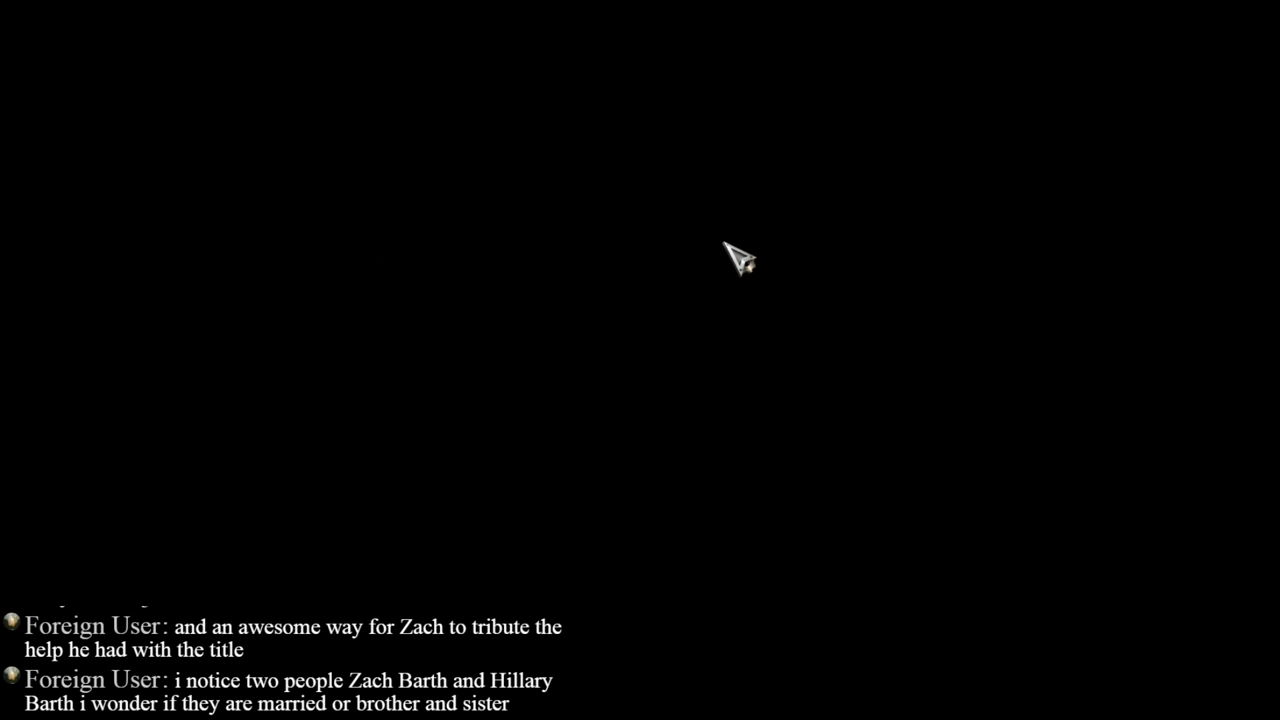 Foreign User: and an awesome way for Zach to tribute the
help he had with the title
Foreign User: i notice two people Zach Barth and Hillary
Barth i wonder if they are married or brother and sister